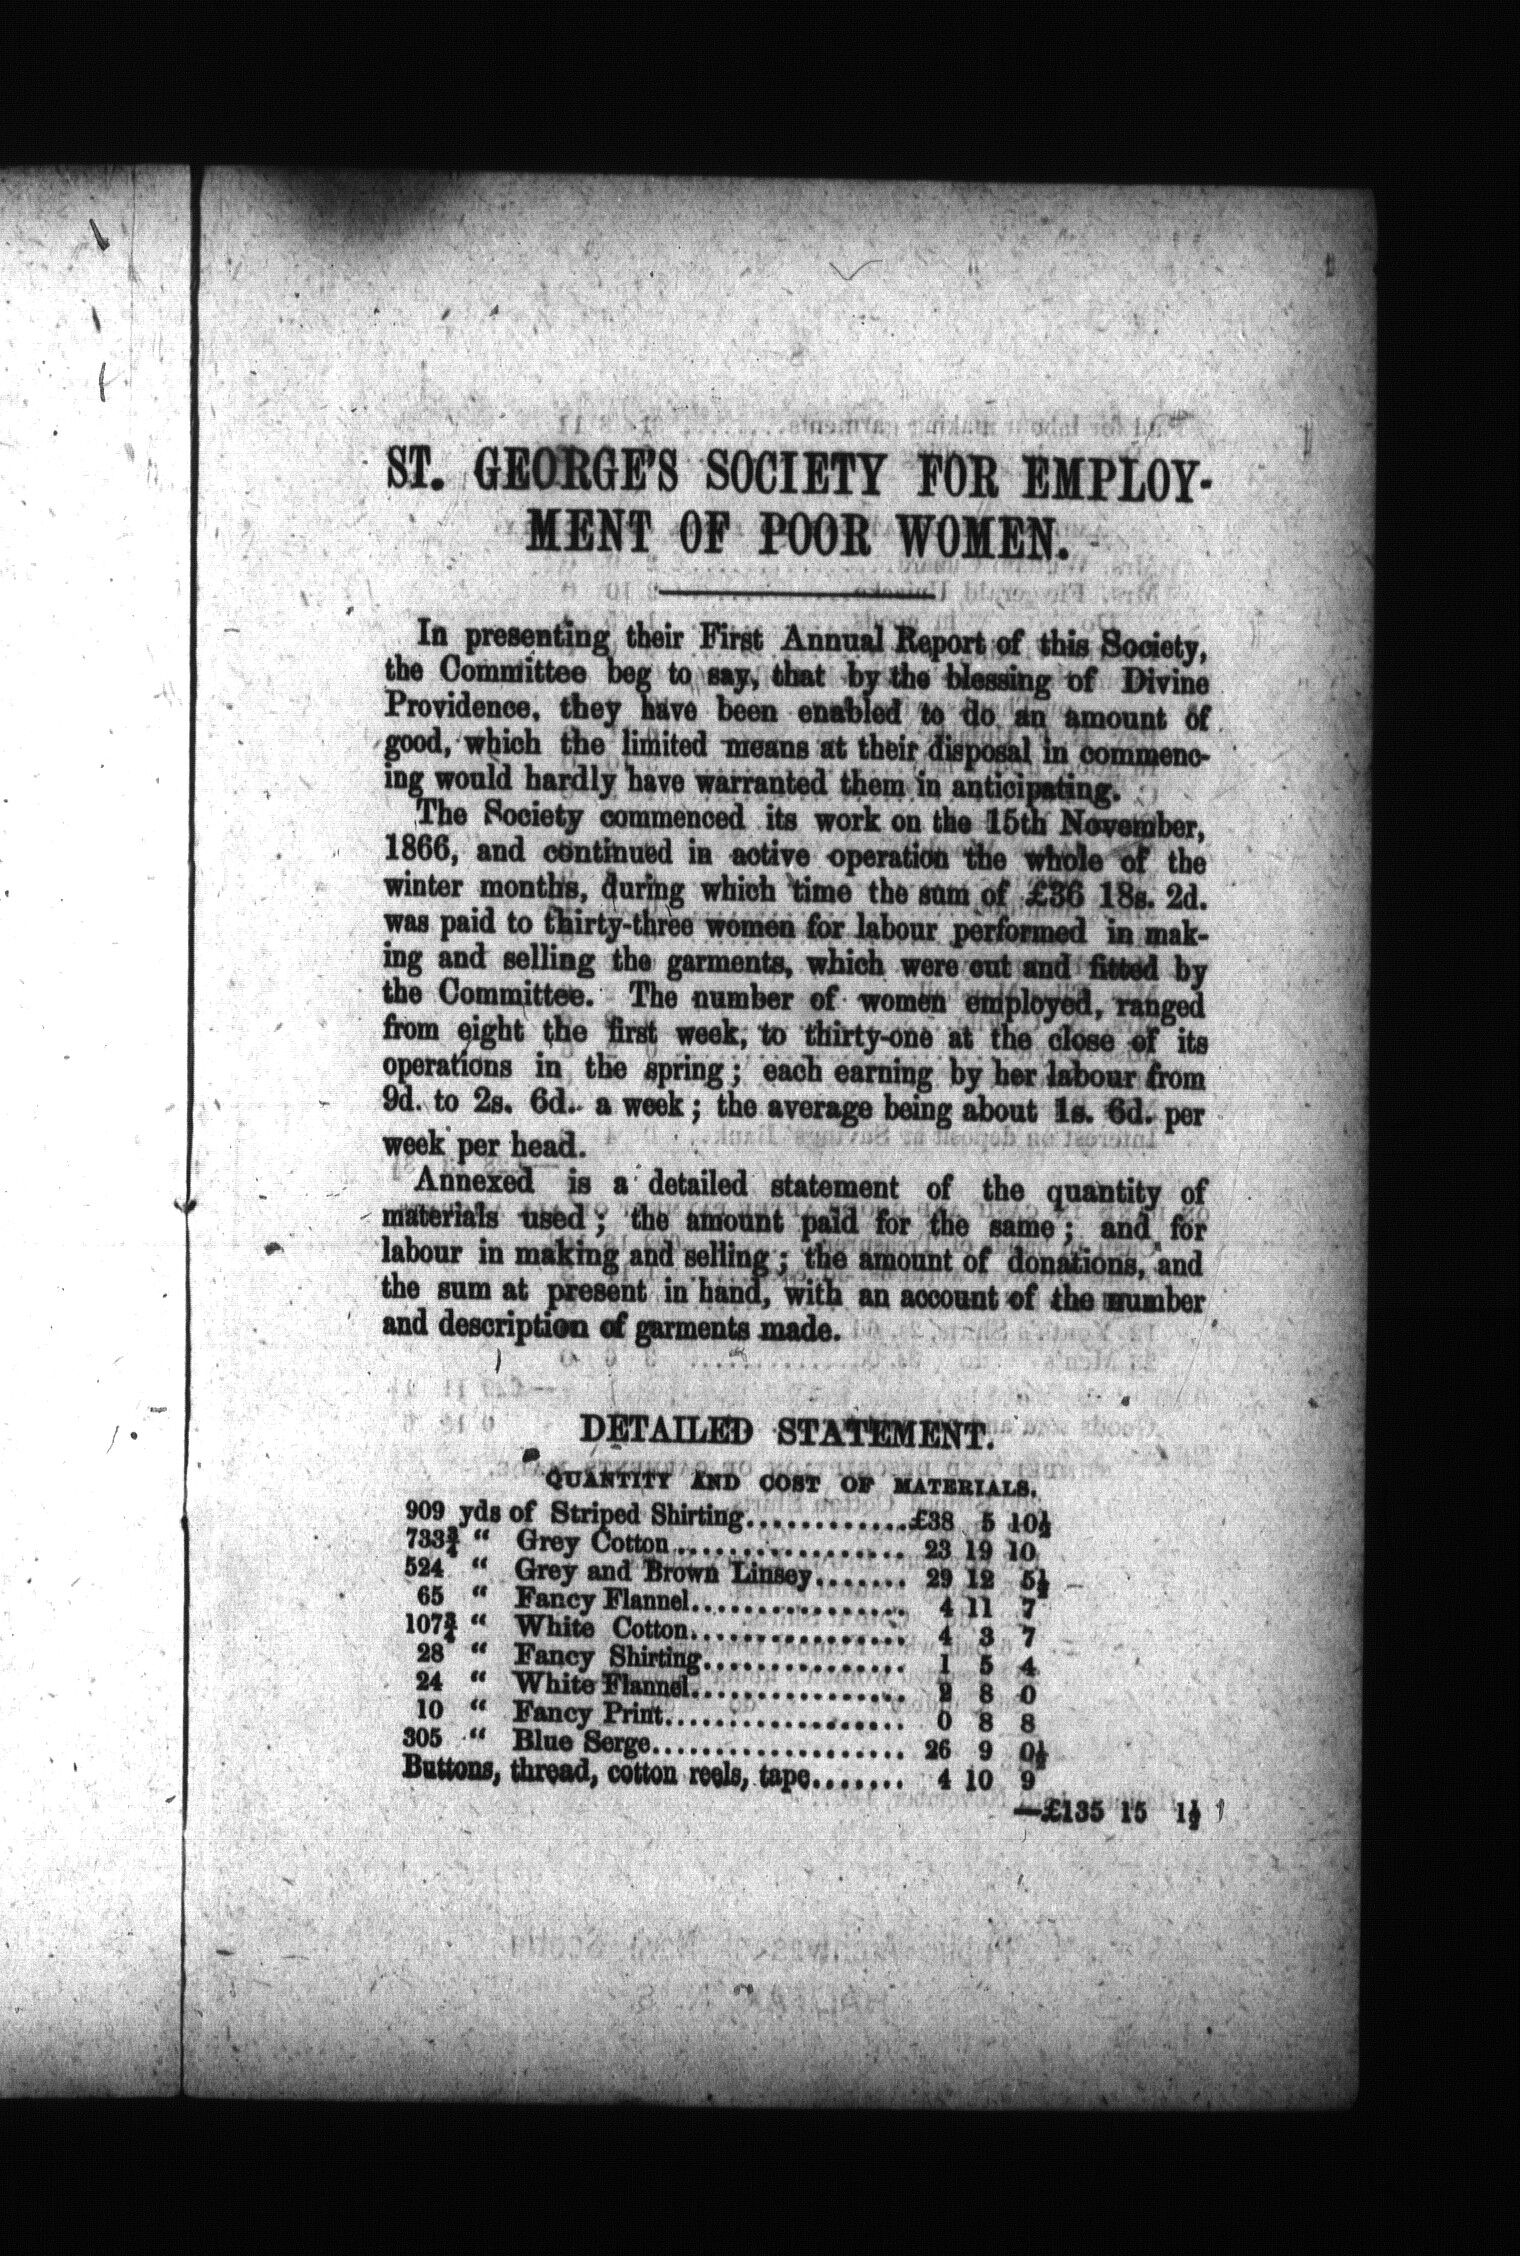 ST. GEORGE'S SOCIETY FOR EMPLOY-
MENT OF POOR WOMEN.
In presenting their First Annual Report of this Society,
the Committee beg to say, that by the blessing of Divine
Providence, they have been enabled to do an amount of
good, which the limited means at their disposal in commenc-
ing would hardly have warranted them in anticipating.
The Society commenced its work on the 15th November,
1866, and continued in active operation the whole of the
winter months, during which time the sum of £36 18s. 2d.
was paid to thirty-three women for labour performed in mak-
ing and selling the garments, which were cut and fitted by
the Committee. The number of women employed, ranged
from eight the first week, to thirty-one at the close of its
operations in the spring; each earning by her labour from
9d. to 2s. 6d. a week; the average being about 1s. 6d. per
week per head.
Annexed is a detailed statement of the quantity of
materials used; the amount paid for the same; and for
labour in making and selling; the amount of donations, and
the sum at present in hand, with an account of the number
and description of garments made.
DETAILED STATEMENT.
QUANTITY AND COST OF MATERIALS.
909 yds of Striped Shirting.............£38 5 10½
733¾ “ Grey Cotton................. 23 19 10
524 “ Grey and Brown Linsey....... 29 12 5½
65 “ Fancy Flannel................ 4 11 7
107¾ “ White Cotton................ 4 3 7
28 “ Fancy Shirting............... 1 5 4
24 “ White Flannel................ 2 8 0
10 “ Fancy Print.................. 0 8 8
305 “ Blue Serge................... 26 9 0½
Buttons, thread, cotton reels, tape....... 4 10 9
—£135 15 1½